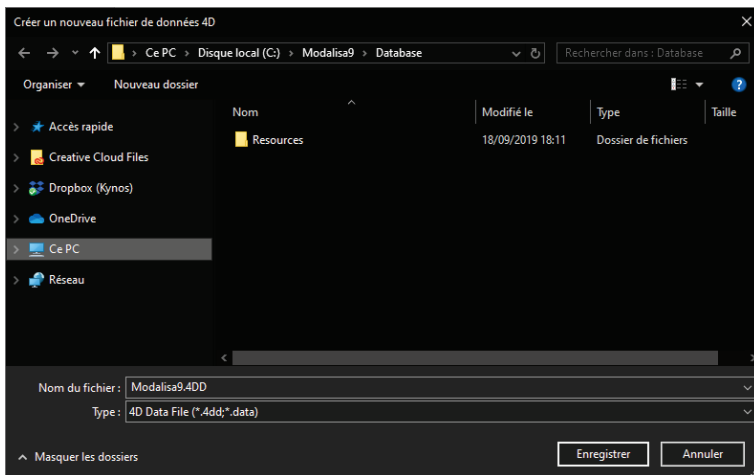 Créer un nouveau fichier de données 4D
Ce PC › Disque local (C:) › Modalisa9 › Database
Rechercher dans : Database
Organiser
Nouveau dossier
Nom
Modifié le
Type
Taille
Accès rapide
Creative Cloud Files
Dropbox (Kynos)
OneDrive
Ce PC
Réseau
Resources
18/09/2019 18:11
Dossier de fichiers
Nom du fichier : Modalisa9.4DD
Type : 4D Data File (*.4dd;*.data)
Masquer les dossiers
Enregistrer
Annuler